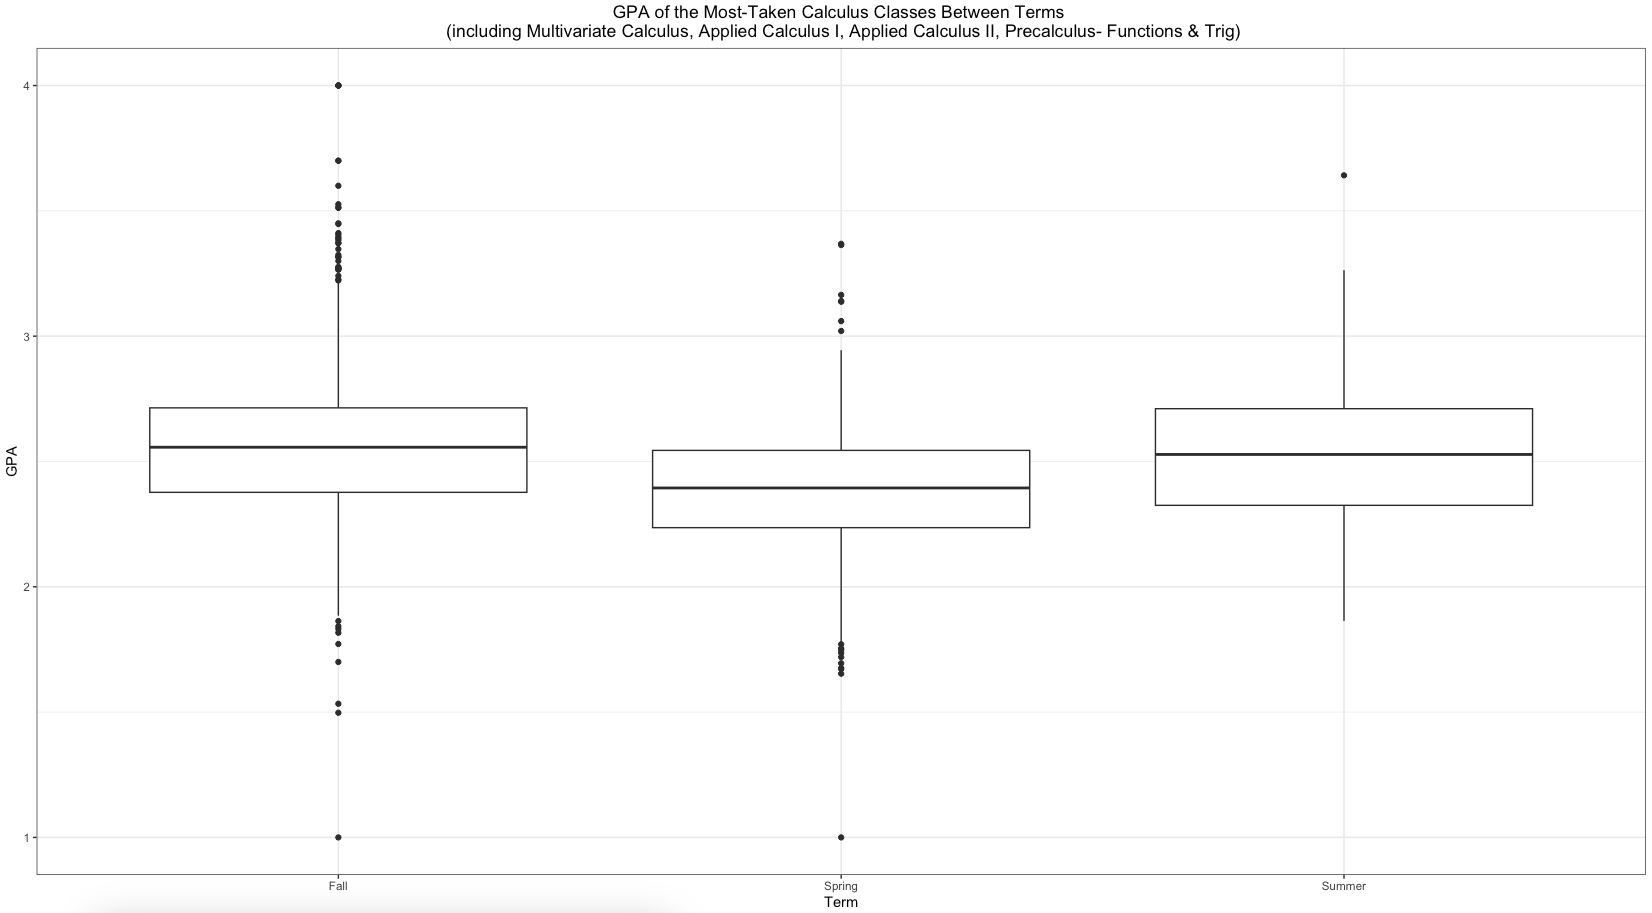 GPA of the Most-Taken Calculus Classes Between Terms
(including Multivariate Calculus, Applied Calculus I, Applied Calculus II, Precalculus- Functions & Trig)
4
3
2
1
GPA
Fall Spring Summer
Term